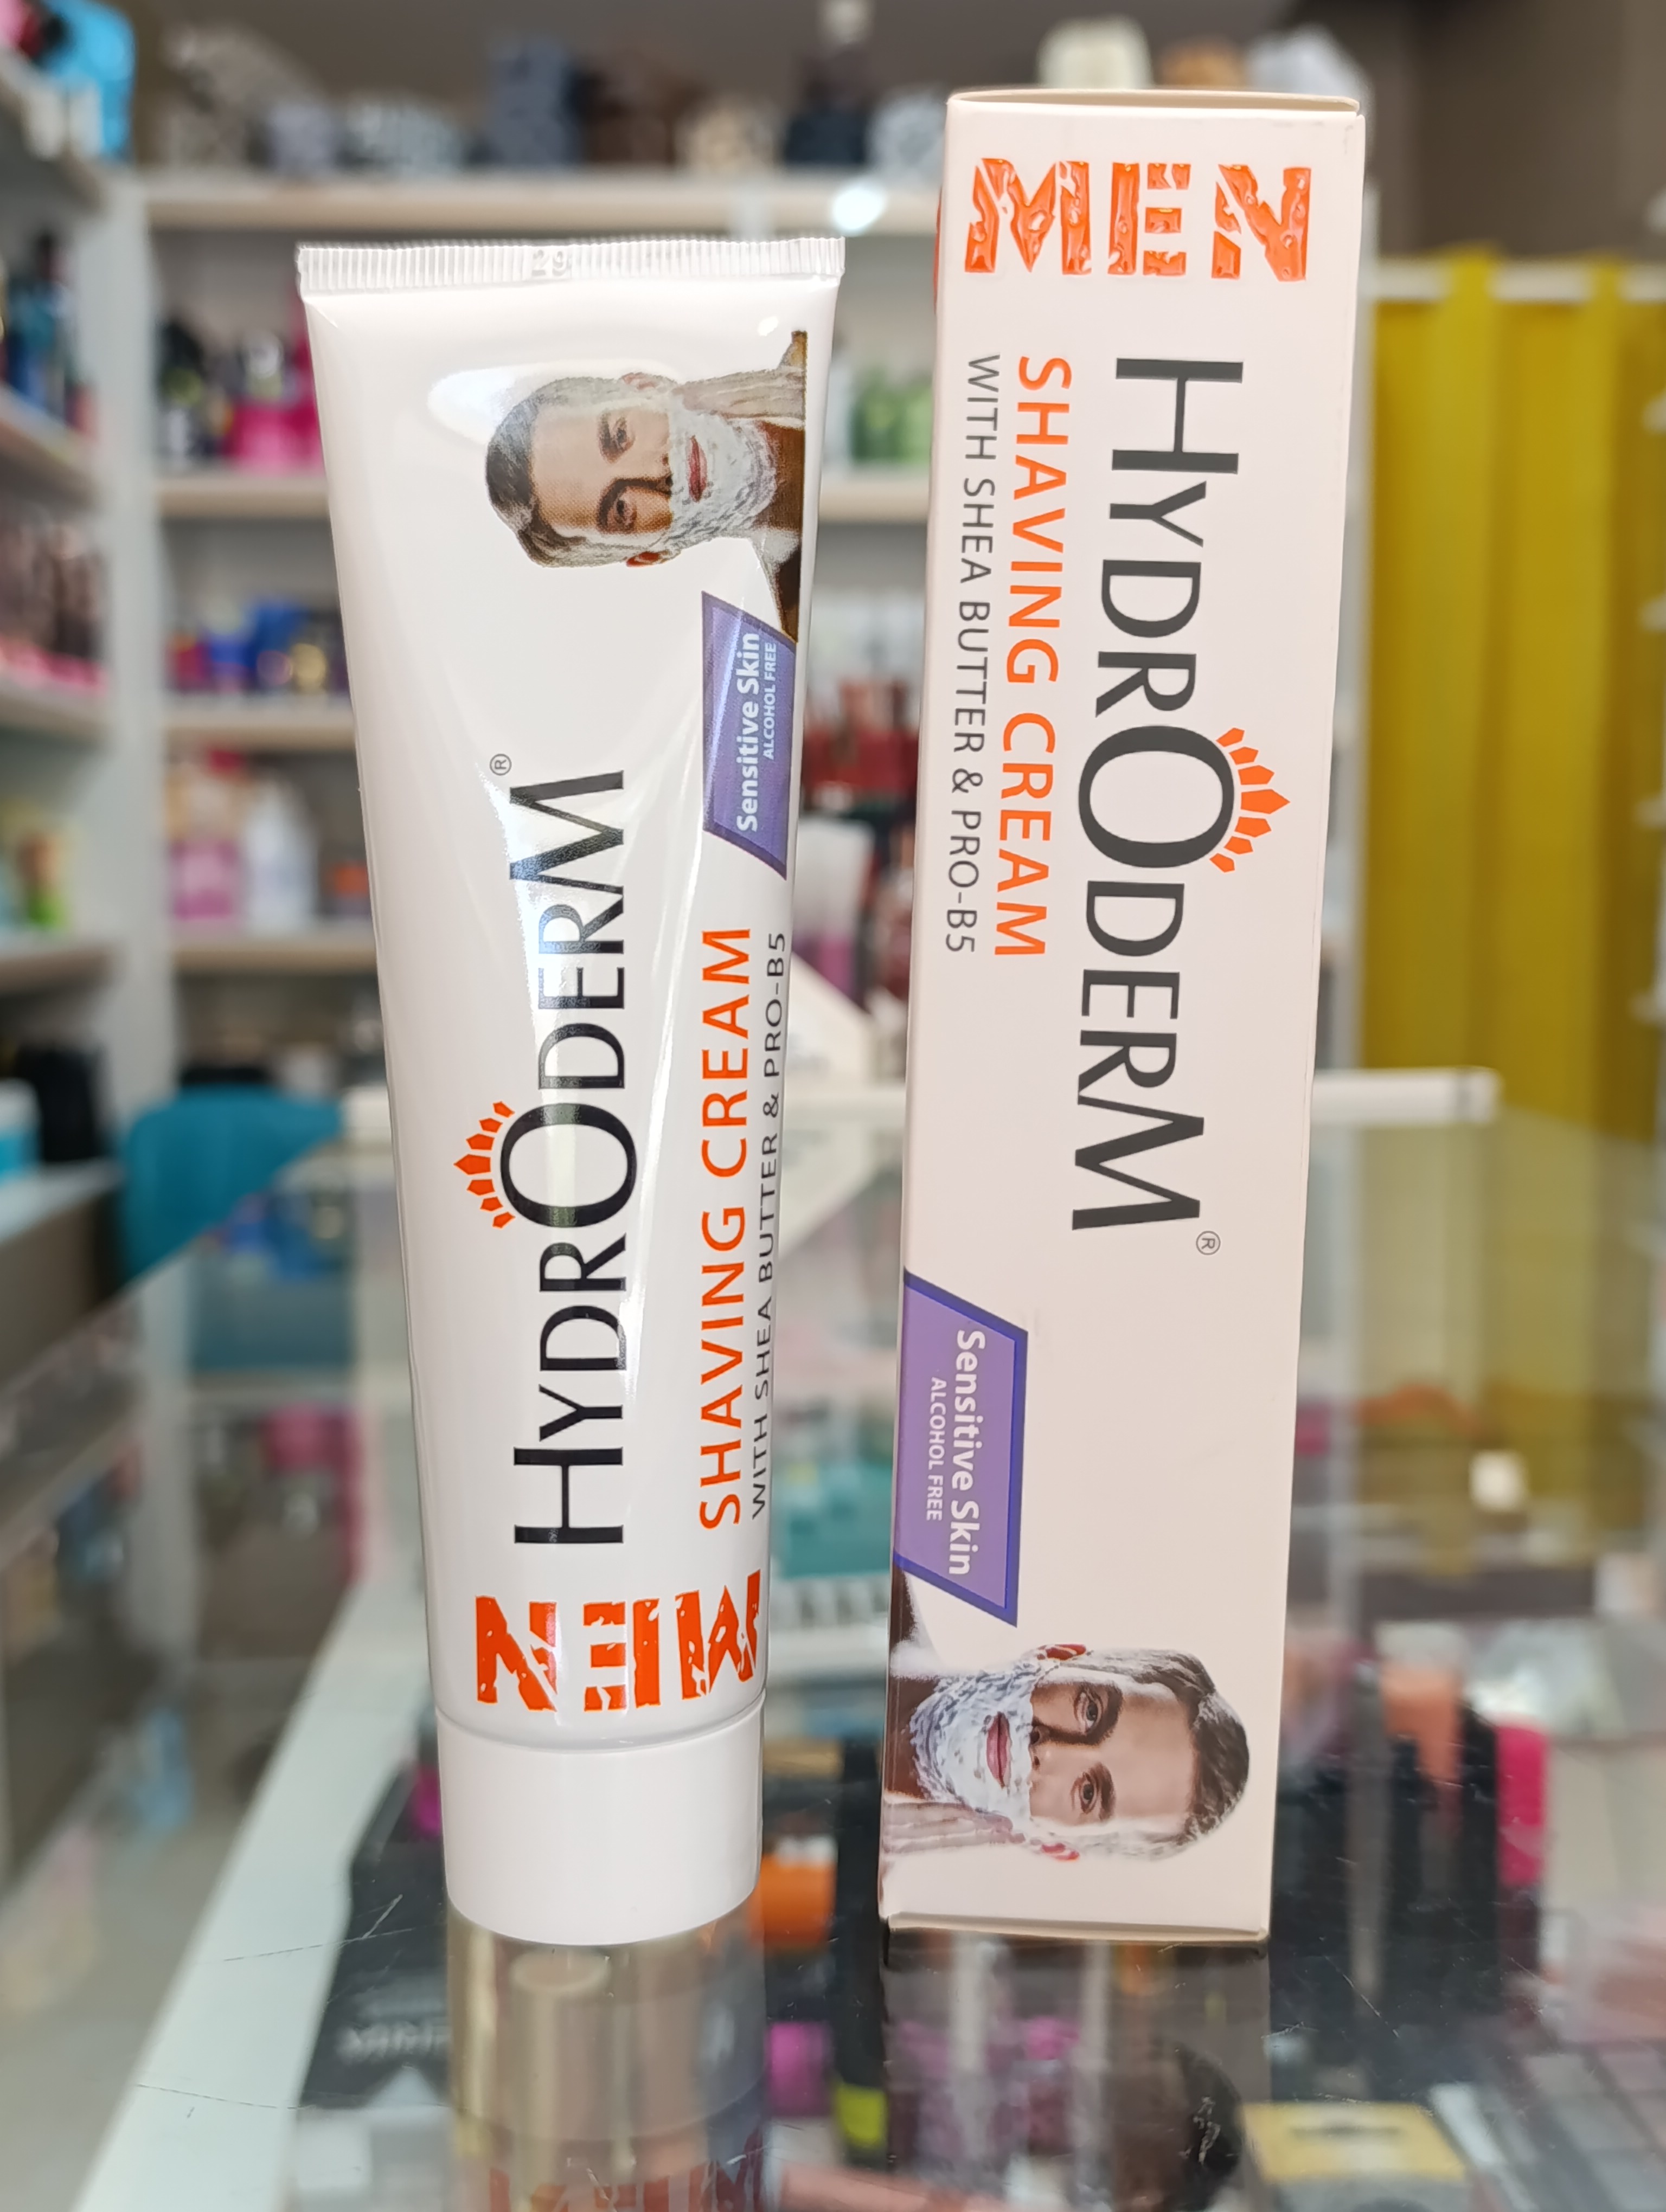 29
HYDRODERM®
SHAVING CREAM
WITH SHEA BUTTER & PRO-B5
Sensitive Skin
ALCOHOL FREE
MEN
MEN
HYDRODERM®
SHAVING CREAM
WITH SHEA BUTTER & PRO-B5
Sensitive Skin
ALCOHOL FREE